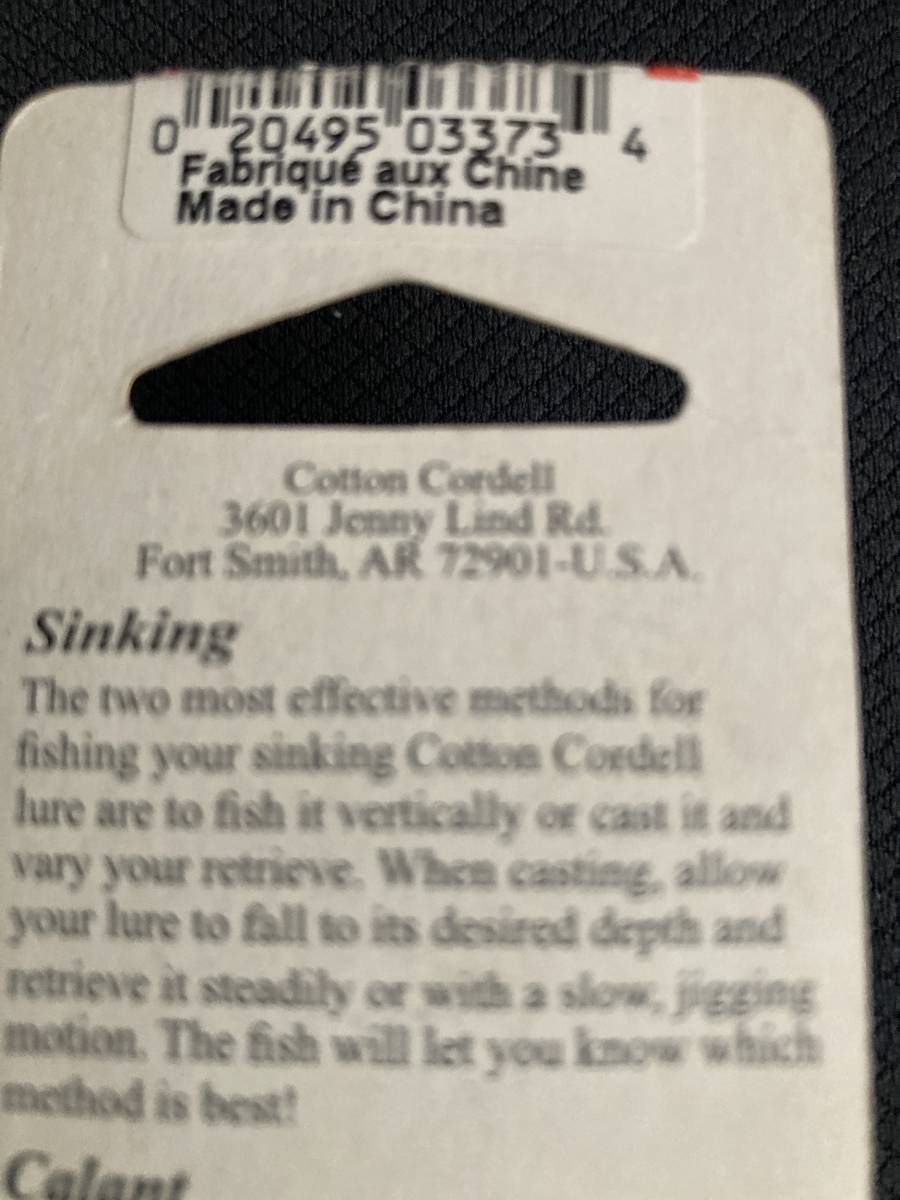 0 20495 03373 4
Fabriqué aux Chine
Made in China
Cotton Cordell
3601 Jenny Lind Rd.
Fort Smith, AR 72901-U.S.A.
Sinking
The two most effective methods for
fishing your sinking Cotton Cordell
lure are to fish it vertically or cast it and
vary your retrieve. When casting, allow
your lure to fall to its desired depth and
retrieve it steadily or with a slow, jigging
motion. The fish will let you know which
method is best!
Calant